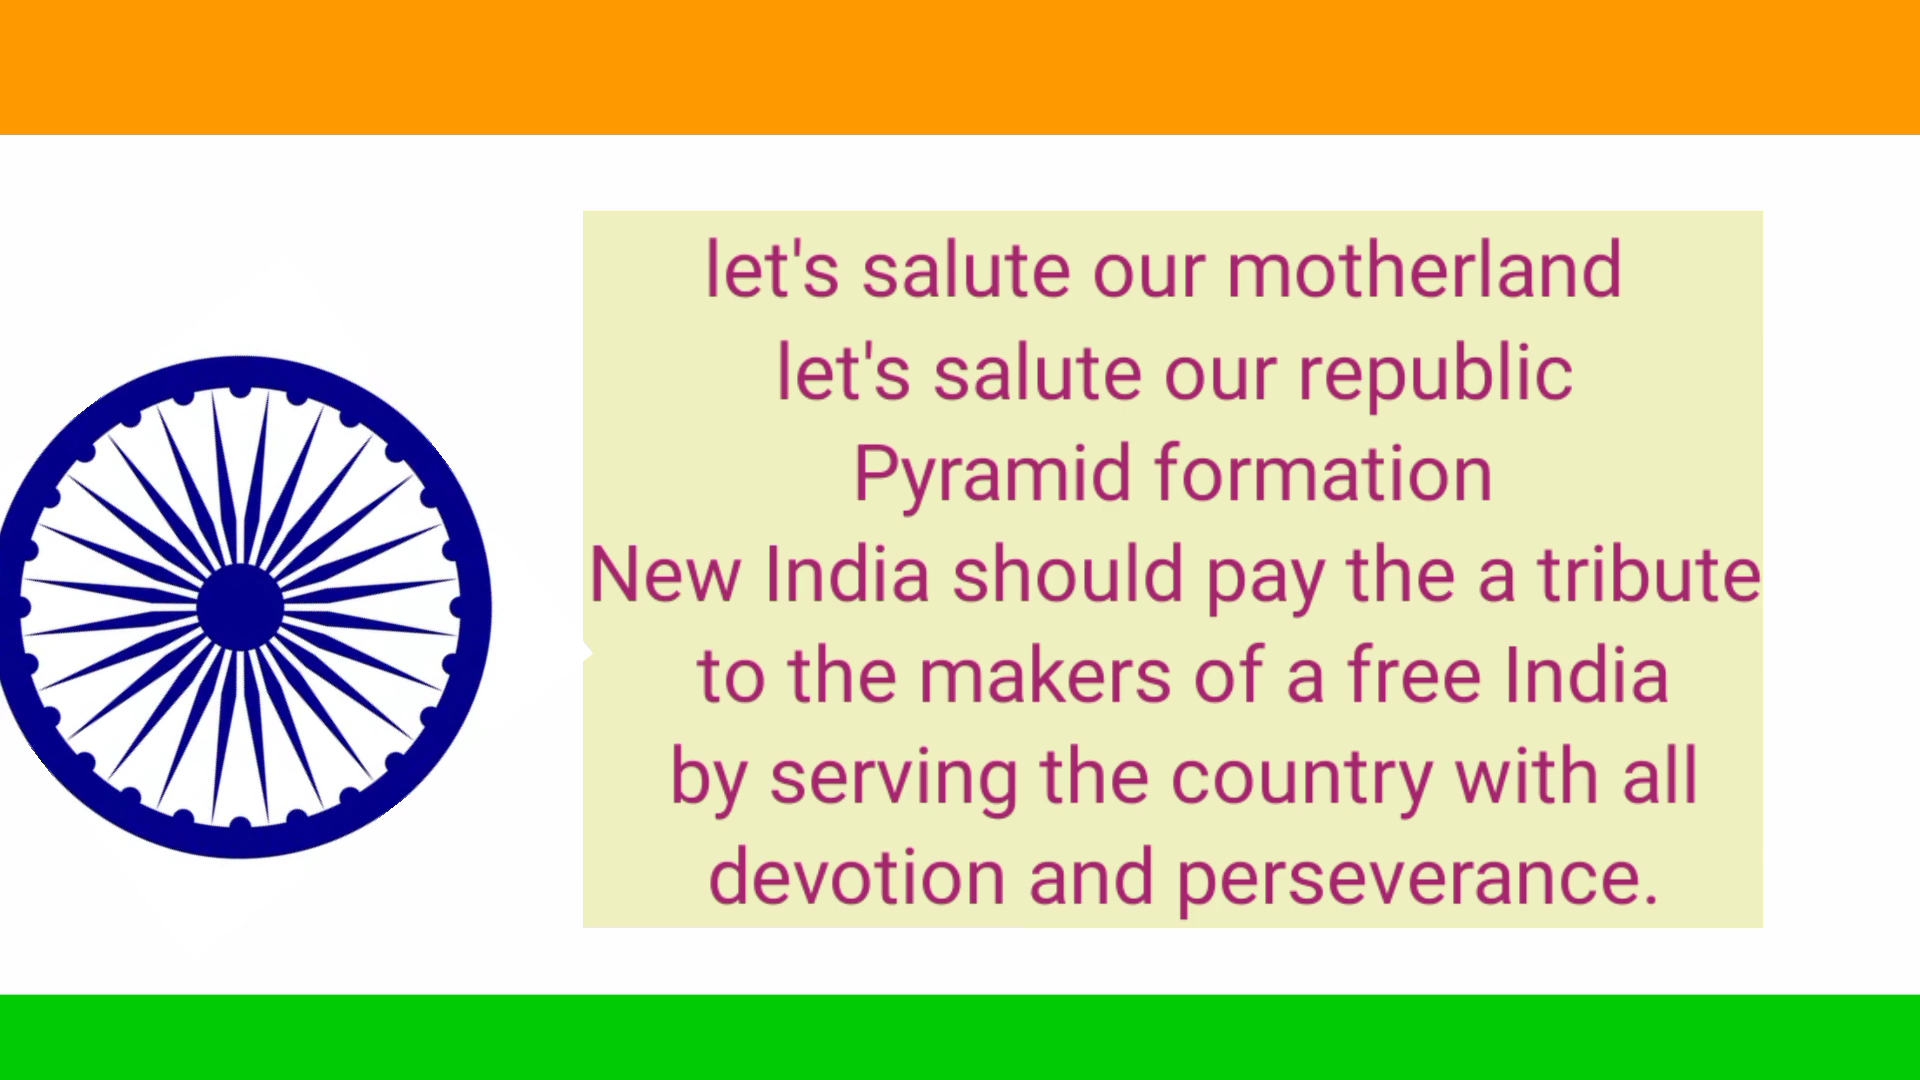 let's salute our motherland
let's salute our republic
Pyramid formation
New India should pay the a tribute
to the makers of a free India
by serving the country with all
devotion and perseverance.